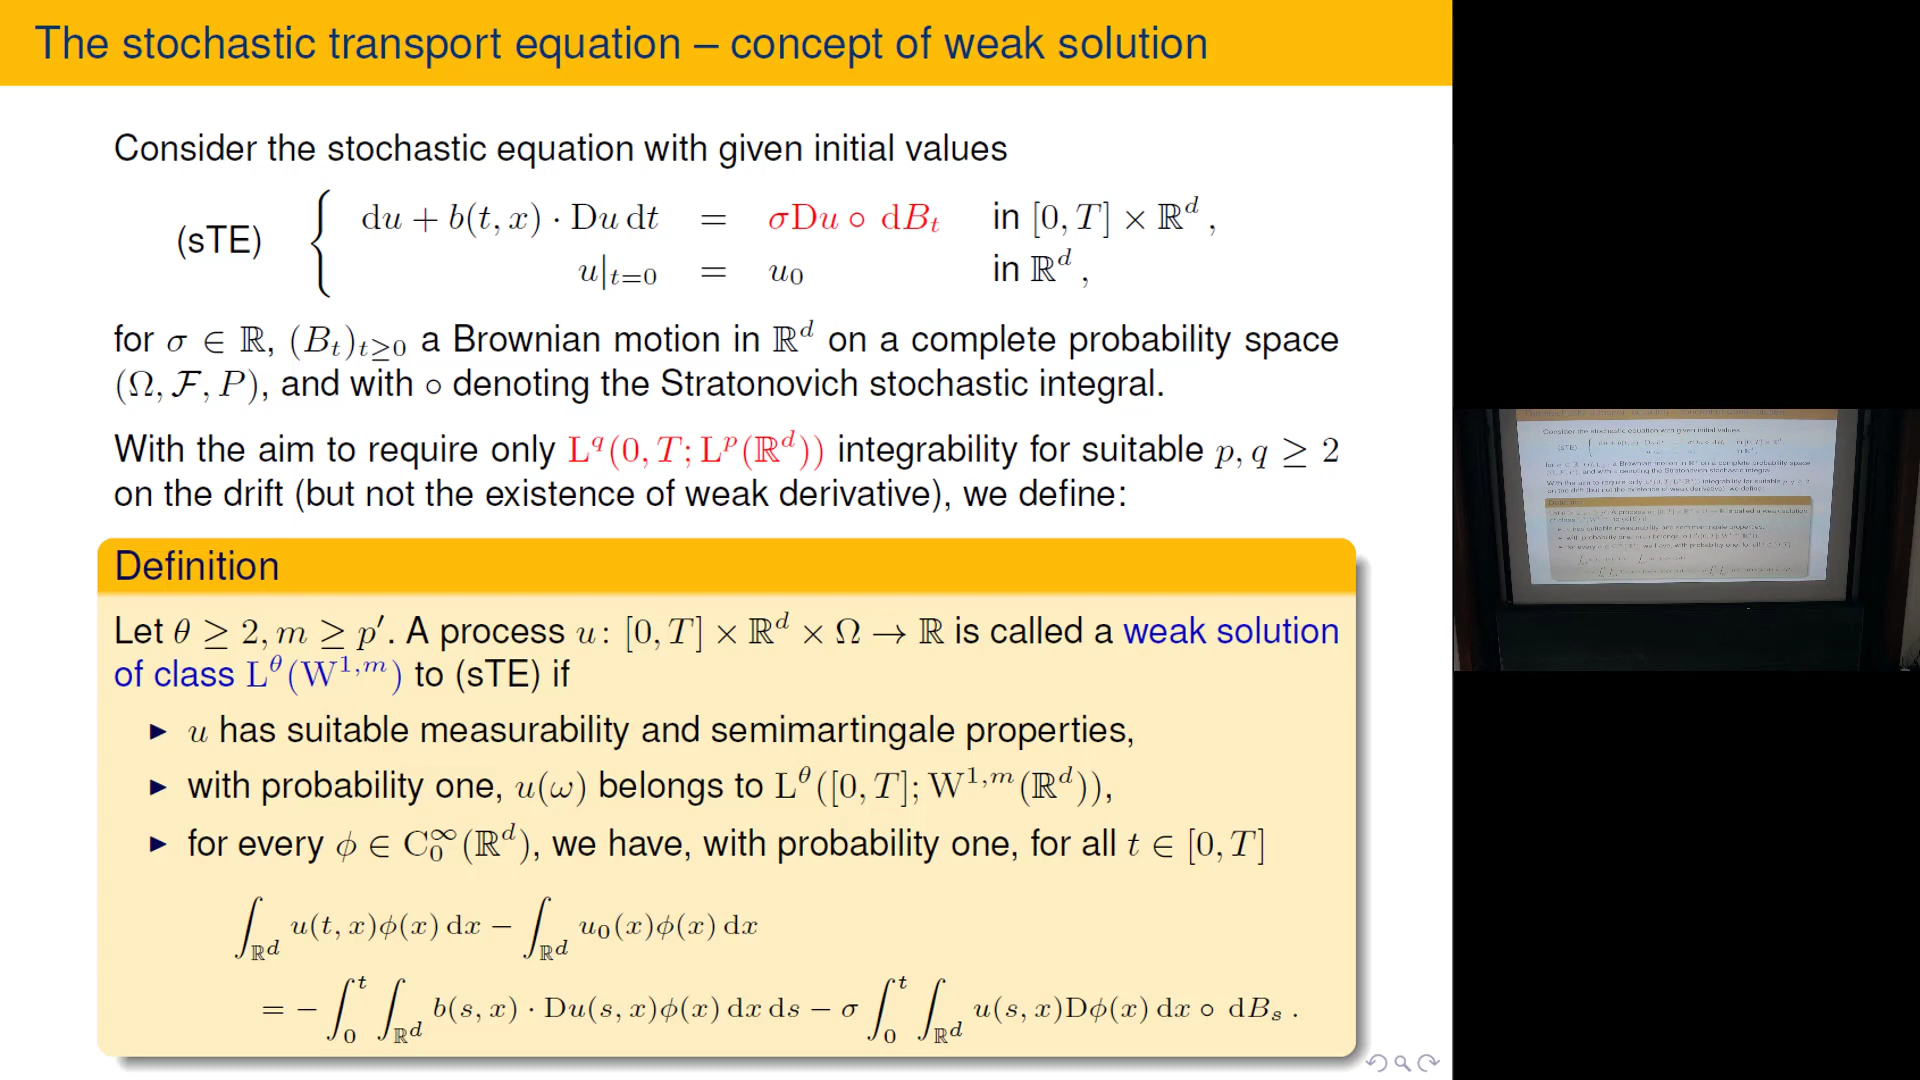 The stochastic transport equation – concept of weak solution
Consider the stochastic equation with given initial values
(sTE) { du + b(t, x) · Du dt = σDu ∘ dB_t in [0, T] × ℝ^d ,
u|_{t=0} = u_0 in ℝ^d ,
for σ ∈ ℝ, (B_t)_{t≥0} a Brownian motion in ℝ^d on a complete probability space
(Ω, ℱ, P), and with ∘ denoting the Stratonovich stochastic integral.
With the aim to require only L^q(0, T; L^p(ℝ^d)) integrability for suitable p, q ≥ 2
on the drift (but not the existence of weak derivative), we define:
Definition
Let θ ≥ 2, m ≥ p′. A process u: [0, T] × ℝ^d × Ω → ℝ is called a weak solution
of class L^θ(W^{1,m}) to (sTE) if
▶ u has suitable measurability and semimartingale properties,
▶ with probability one, u(ω) belongs to L^θ([0, T]; W^{1,m}(ℝ^d)),
▶ for every φ ∈ C_0^∞(ℝ^d), we have, with probability one, for all t ∈ [0, T]
∫_{ℝ^d} u(t, x)φ(x) dx − ∫_{ℝ^d} u_0(x)φ(x) dx
= − ∫_0^t ∫_{ℝ^d} b(s, x) · Du(s, x)φ(x) dx ds − σ ∫_0^t ∫_{ℝ^d} u(s, x)Dφ(x) dx ∘ dB_s .